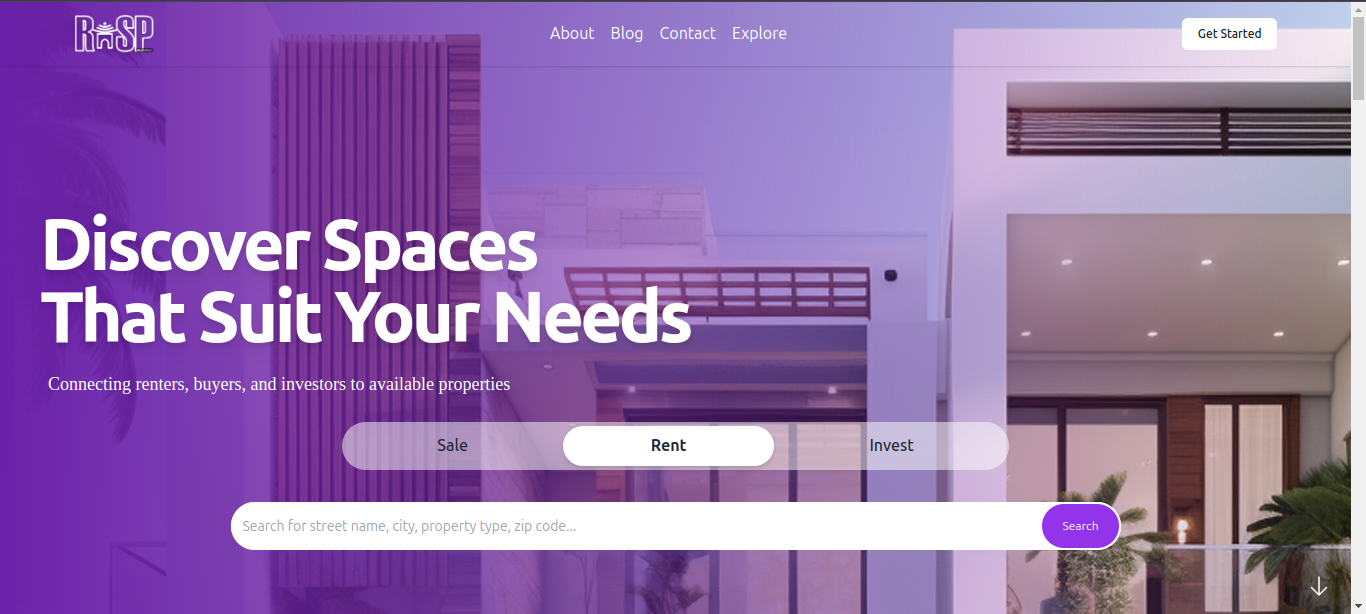 RSP
About Blog Contact Explore
Get Started
Discover Spaces
That Suit Your Needs
Connecting renters, buyers, and investors to available properties
Sale Rent Invest
Search for street name, city, property type, zip code...
Search